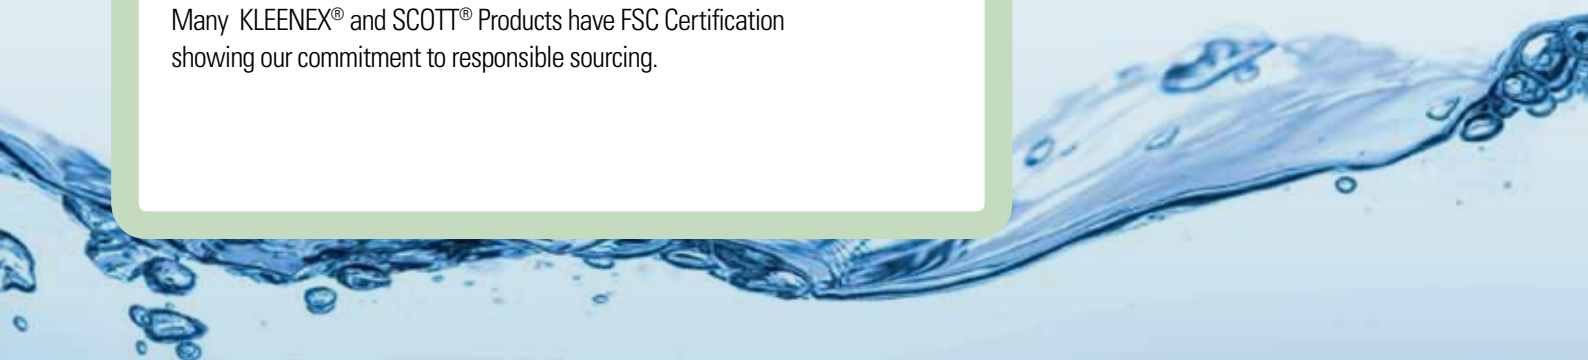 Many KLEENEX® and SCOTT® Products have FSC Certification
showing our commitment to responsible sourcing.